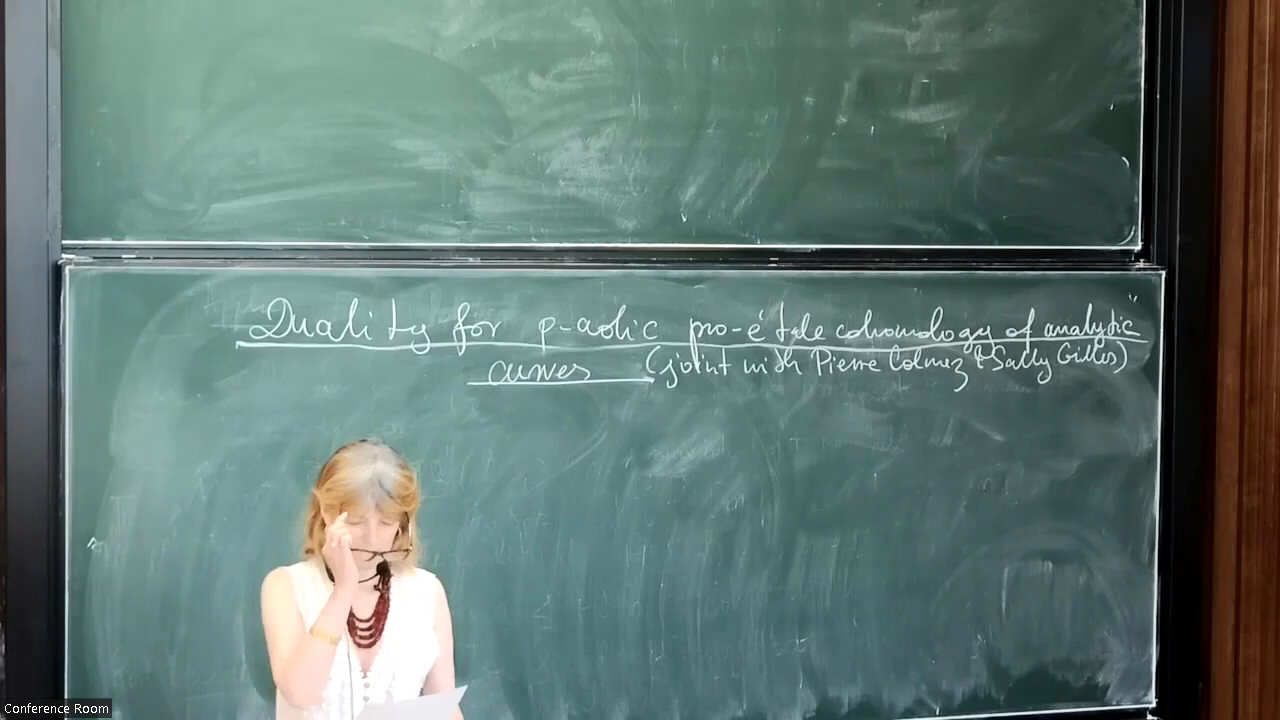 Duality for p-adic pro-étale cohomology of analytic
curves (joint with Pierre Colmez & Sally Gilles)
Conference Room